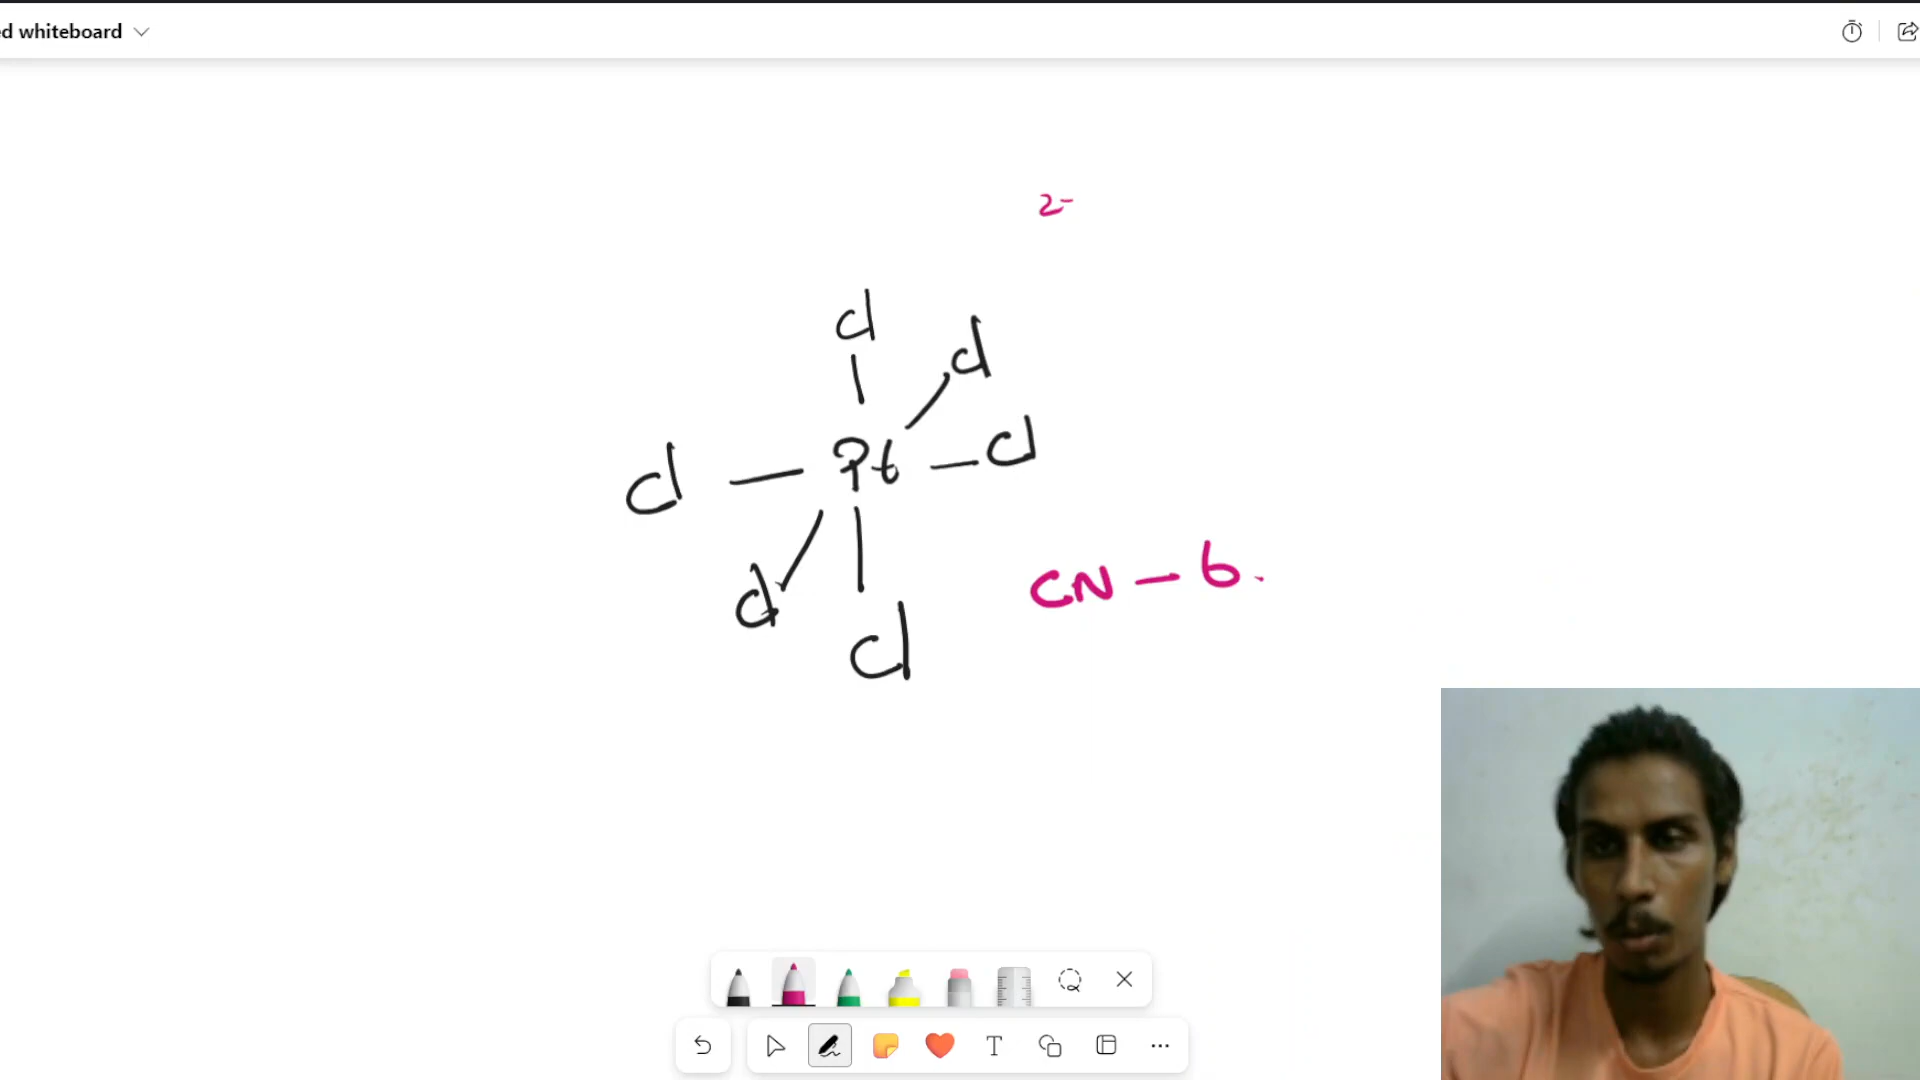 d whiteboard
2-
Cl
Cl
Cl — Pt — Cl
Cl
Cl
CN - 6.
T